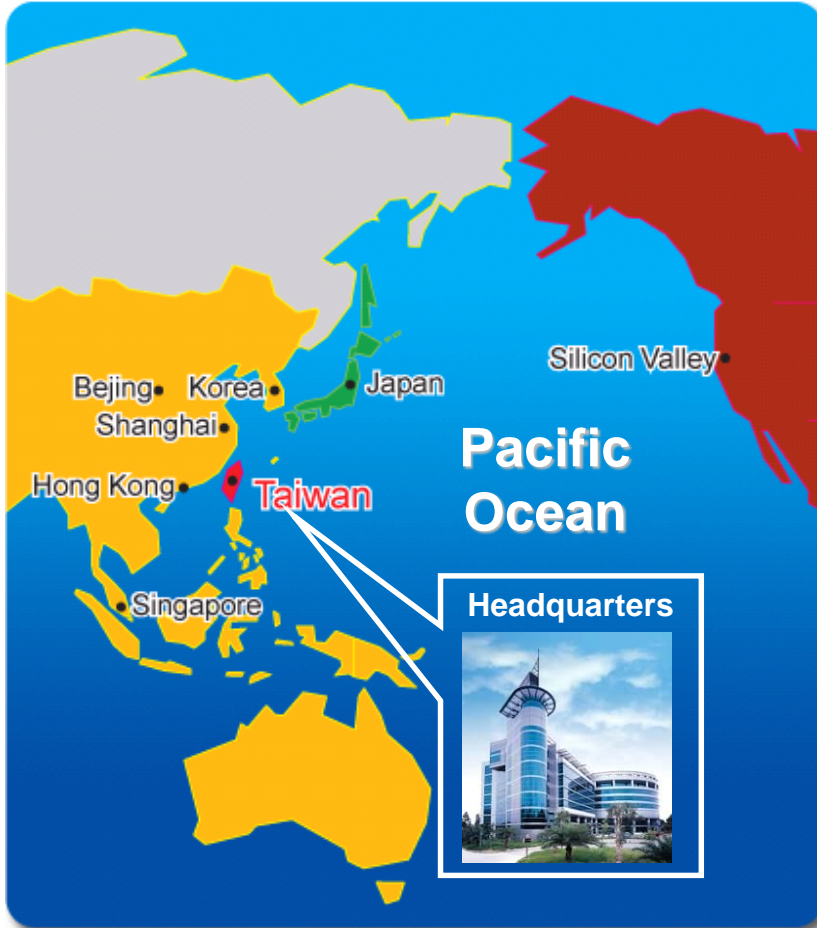 Silicon Valley
Bejing
Korea
Japan
Shanghai
Pacific
Ocean
Hong Kong
Taiwan
Singapore
Headquarters